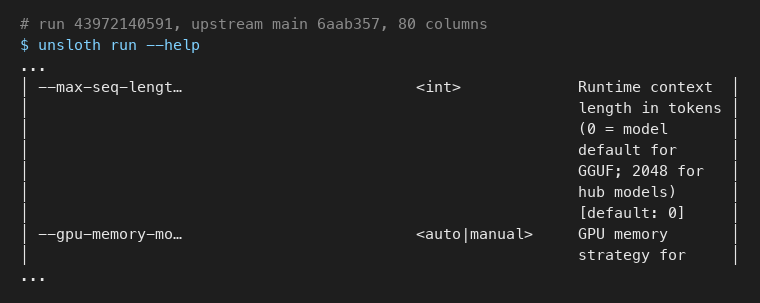 # run 43972140591, upstream main 6aab357, 80 columns
$ unsloth run --help
...
│ --max-seq-lengt… <int> Runtime context │
│ length in tokens │
│ (0 = model │
│ default for │
│ GGUF; 2048 for │
│ hub models) │
│ [default: 0] │
│ --gpu-memory-mo… <auto|manual> GPU memory │
│ strategy for │
...